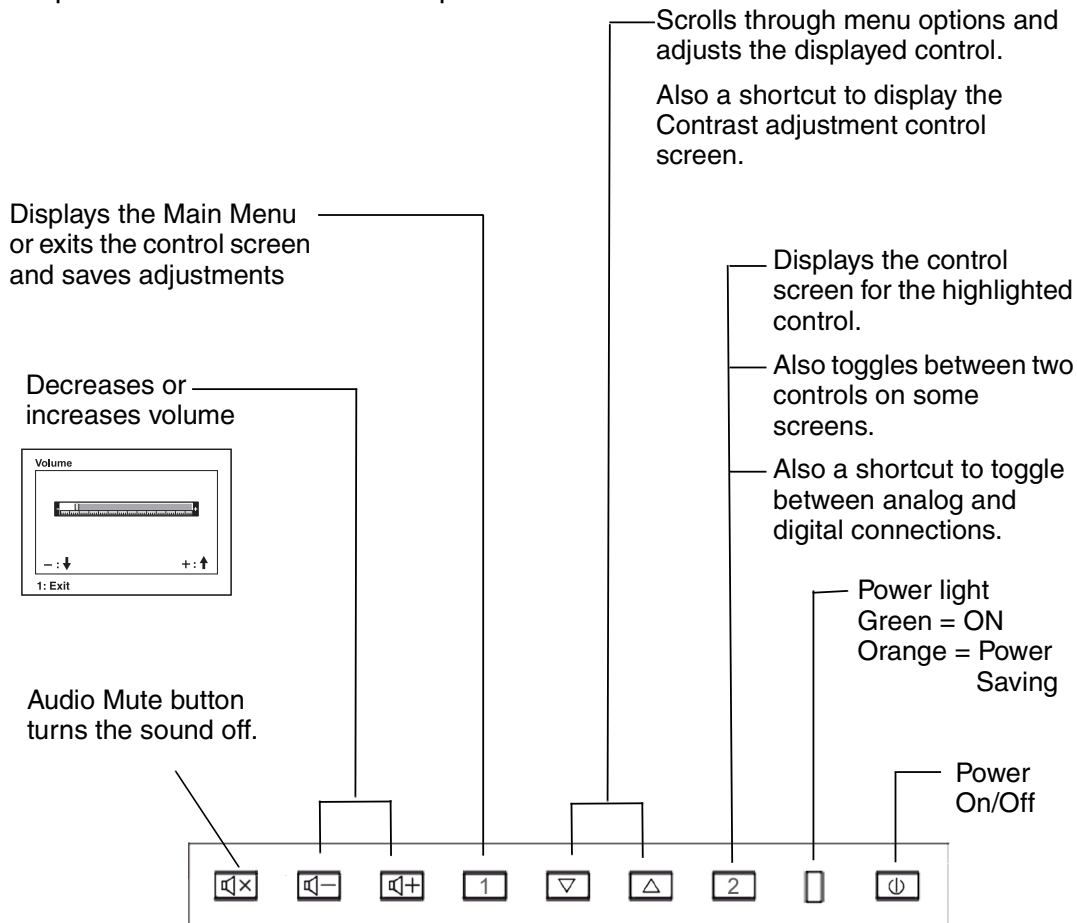 Scrolls through menu options and
adjusts the displayed control.
Also a shortcut to display the
Contrast adjustment control
screen.
Displays the Main Menu
or exits the control screen
and saves adjustments
Displays the control
screen for the highlighted
control.
Also toggles between two
controls on some
screens.
Also a shortcut to toggle
between analog and
digital connections.
Decreases or
increases volume
Volume
– : ↓ + : ↑
1: Exit
Power light
Green = ON
Orange = Power
Saving
Audio Mute button
turns the sound off.
Power
On/Off
1 2